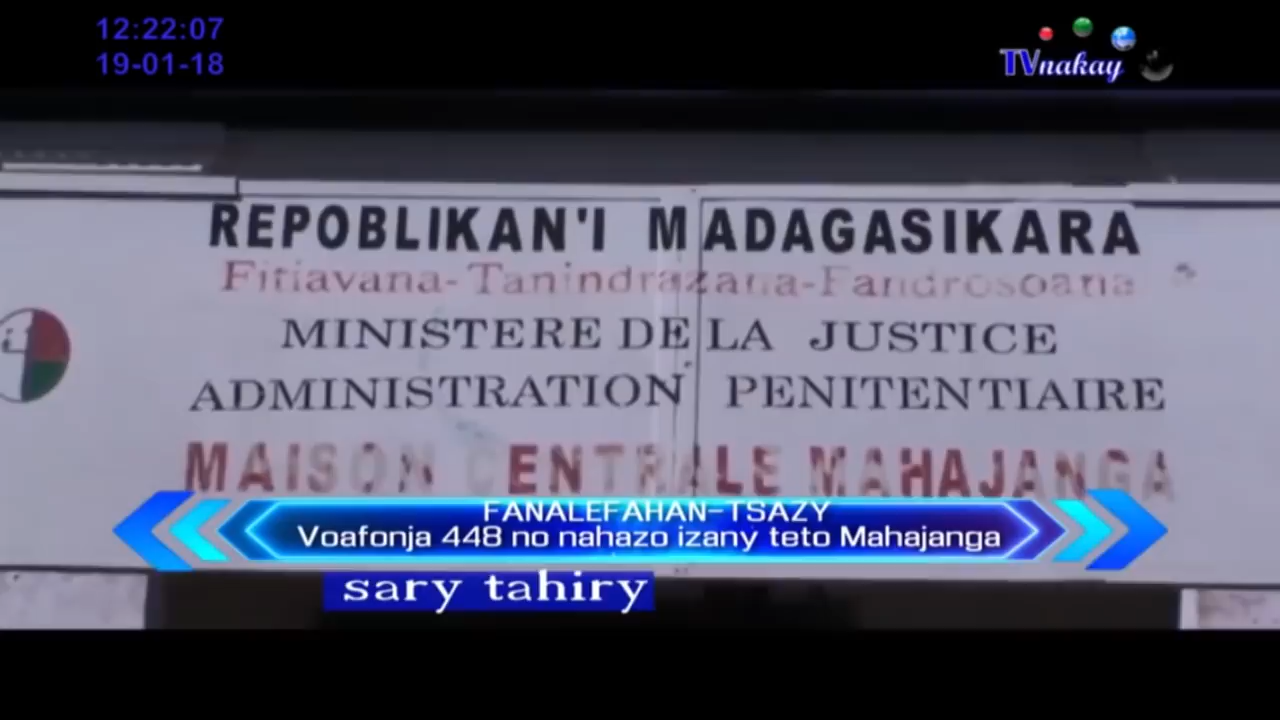 12:22:07
19-01-18
TVnakay
REPOBLIKAN'I MADAGASIKARA
Fitiavana-Tanindrazana-Fandrosoana
MINISTERE DE LA JUSTICE
ADMINISTRATION PENITENTIAIRE
MAISON CENTRALE MAHAJANGA
FANALEFAHAN-TSAZY
Voafonja 448 no nahazo izany teto Mahajanga
sary tahiry